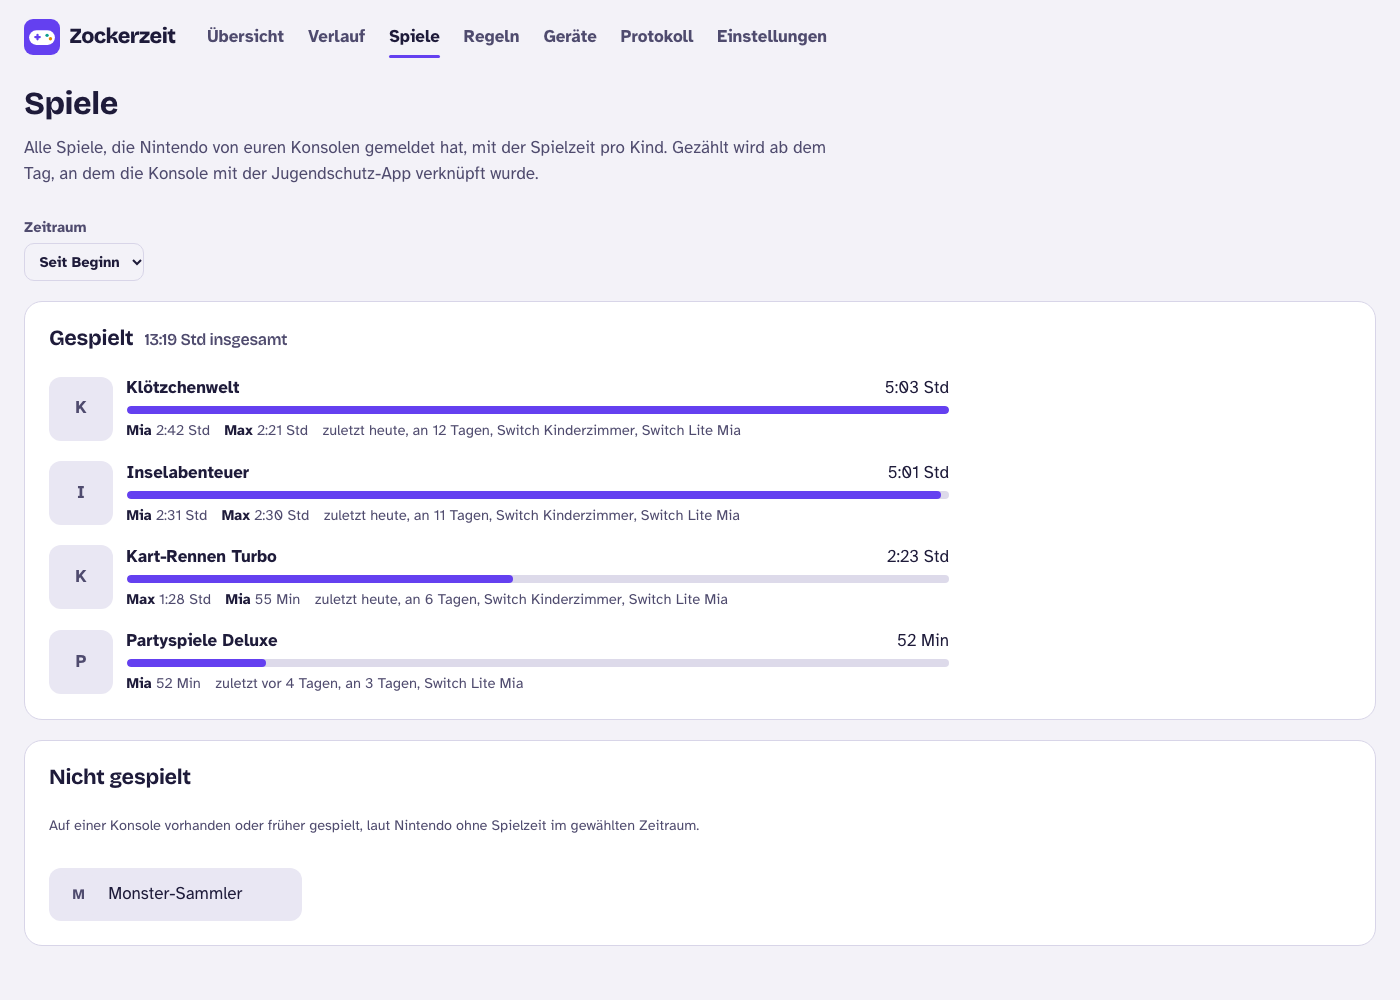 Zockerzeit Übersicht Verlauf Spiele Regeln Geräte Protokoll Einstellungen
Spiele
Alle Spiele, die Nintendo von euren Konsolen gemeldet hat, mit der Spielzeit pro Kind. Gezählt wird ab dem
Tag, an dem die Konsole mit der Jugendschutz-App verknüpft wurde.
Zeitraum
Seit Beginn
Gespielt 13:19 Std insgesamt
K Klötzchenwelt 5:03 Std
Mia 2:42 Std Max 2:21 Std zuletzt heute, an 12 Tagen, Switch Kinderzimmer, Switch Lite Mia
I Inselabenteuer 5:01 Std
Mia 2:31 Std Max 2:30 Std zuletzt heute, an 11 Tagen, Switch Kinderzimmer, Switch Lite Mia
K Kart-Rennen Turbo 2:23 Std
Max 1:28 Std Mia 55 Min zuletzt heute, an 6 Tagen, Switch Kinderzimmer, Switch Lite Mia
P Partyspiele Deluxe 52 Min
Mia 52 Min zuletzt vor 4 Tagen, an 3 Tagen, Switch Lite Mia
Nicht gespielt
Auf einer Konsole vorhanden oder früher gespielt, laut Nintendo ohne Spielzeit im gewählten Zeitraum.
M Monster-Sammler